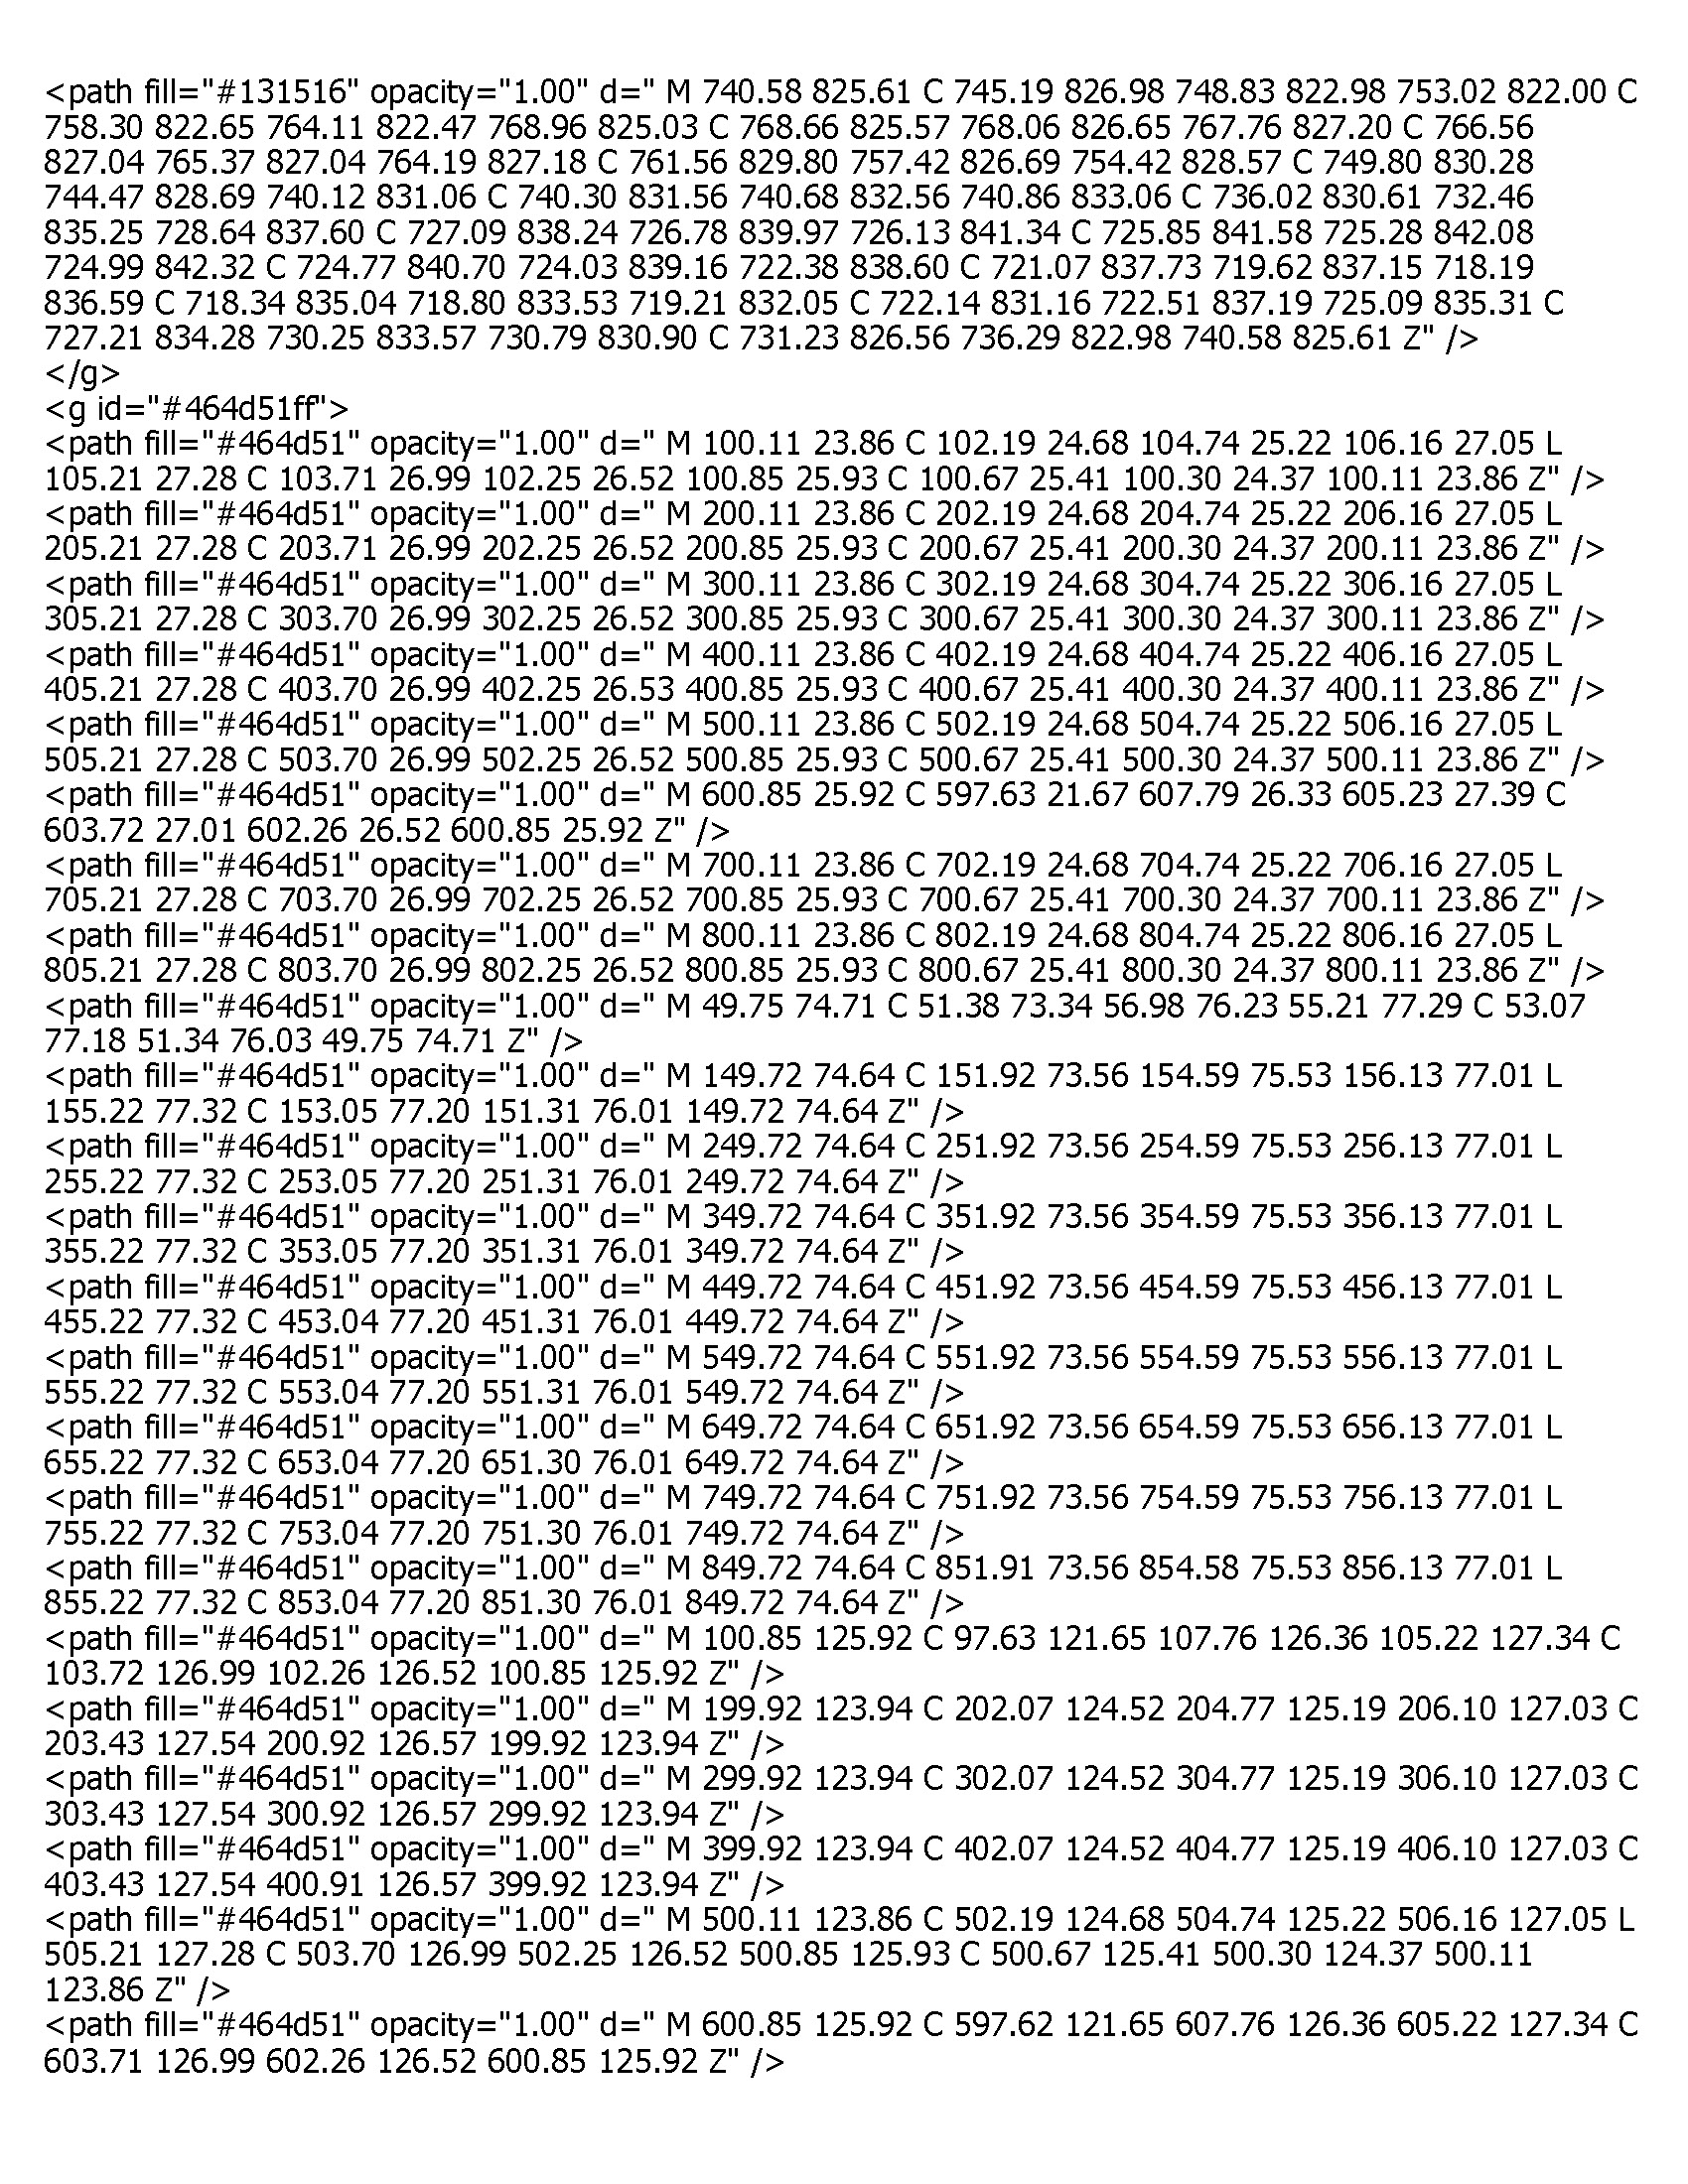 <path fill="#131516" opacity="1.00" d=" M 740.58 825.61 C 745.19 826.98 748.83 822.98 753.02 822.00 C
758.30 822.65 764.11 822.47 768.96 825.03 C 768.66 825.57 768.06 826.65 767.76 827.20 C 766.56
827.04 765.37 827.04 764.19 827.18 C 761.56 829.80 757.42 826.69 754.42 828.57 C 749.80 830.28
744.47 828.69 740.12 831.06 C 740.30 831.56 740.68 832.56 740.86 833.06 C 736.02 830.61 732.46
835.25 728.64 837.60 C 727.09 838.24 726.78 839.97 726.13 841.34 C 725.85 841.58 725.28 842.08
724.99 842.32 C 724.77 840.70 724.03 839.16 722.38 838.60 C 721.07 837.73 719.62 837.15 718.19
836.59 C 718.34 835.04 718.80 833.53 719.21 832.05 C 722.14 831.16 722.51 837.19 725.09 835.31 C
727.21 834.28 730.25 833.57 730.79 830.90 C 731.23 826.56 736.29 822.98 740.58 825.61 Z" />
</g>
<g id="#464d51ff">
<path fill="#464d51" opacity="1.00" d=" M 100.11 23.86 C 102.19 24.68 104.74 25.22 106.16 27.05 L
105.21 27.28 C 103.71 26.99 102.25 26.52 100.85 25.93 C 100.67 25.41 100.30 24.37 100.11 23.86 Z" />
<path fill="#464d51" opacity="1.00" d=" M 200.11 23.86 C 202.19 24.68 204.74 25.22 206.16 27.05 L
205.21 27.28 C 203.71 26.99 202.25 26.52 200.85 25.93 C 200.67 25.41 200.30 24.37 200.11 23.86 Z" />
<path fill="#464d51" opacity="1.00" d=" M 300.11 23.86 C 302.19 24.68 304.74 25.22 306.16 27.05 L
305.21 27.28 C 303.70 26.99 302.25 26.52 300.85 25.93 C 300.67 25.41 300.30 24.37 300.11 23.86 Z" />
<path fill="#464d51" opacity="1.00" d=" M 400.11 23.86 C 402.19 24.68 404.74 25.22 406.16 27.05 L
405.21 27.28 C 403.70 26.99 402.25 26.53 400.85 25.93 C 400.67 25.41 400.30 24.37 400.11 23.86 Z" />
<path fill="#464d51" opacity="1.00" d=" M 500.11 23.86 C 502.19 24.68 504.74 25.22 506.16 27.05 L
505.21 27.28 C 503.70 26.99 502.25 26.52 500.85 25.93 C 500.67 25.41 500.30 24.37 500.11 23.86 Z" />
<path fill="#464d51" opacity="1.00" d=" M 600.85 25.92 C 597.63 21.67 607.79 26.33 605.23 27.39 C
603.72 27.01 602.26 26.52 600.85 25.92 Z" />
<path fill="#464d51" opacity="1.00" d=" M 700.11 23.86 C 702.19 24.68 704.74 25.22 706.16 27.05 L
705.21 27.28 C 703.70 26.99 702.25 26.52 700.85 25.93 C 700.67 25.41 700.30 24.37 700.11 23.86 Z" />
<path fill="#464d51" opacity="1.00" d=" M 800.11 23.86 C 802.19 24.68 804.74 25.22 806.16 27.05 L
805.21 27.28 C 803.70 26.99 802.25 26.52 800.85 25.93 C 800.67 25.41 800.30 24.37 800.11 23.86 Z" />
<path fill="#464d51" opacity="1.00" d=" M 49.75 74.71 C 51.38 73.34 56.98 76.23 55.21 77.29 C 53.07
77.18 51.34 76.03 49.75 74.71 Z" />
<path fill="#464d51" opacity="1.00" d=" M 149.72 74.64 C 151.92 73.56 154.59 75.53 156.13 77.01 L
155.22 77.32 C 153.05 77.20 151.31 76.01 149.72 74.64 Z" />
<path fill="#464d51" opacity="1.00" d=" M 249.72 74.64 C 251.92 73.56 254.59 75.53 256.13 77.01 L
255.22 77.32 C 253.05 77.20 251.31 76.01 249.72 74.64 Z" />
<path fill="#464d51" opacity="1.00" d=" M 349.72 74.64 C 351.92 73.56 354.59 75.53 356.13 77.01 L
355.22 77.32 C 353.05 77.20 351.31 76.01 349.72 74.64 Z" />
<path fill="#464d51" opacity="1.00" d=" M 449.72 74.64 C 451.92 73.56 454.59 75.53 456.13 77.01 L
455.22 77.32 C 453.04 77.20 451.31 76.01 449.72 74.64 Z" />
<path fill="#464d51" opacity="1.00" d=" M 549.72 74.64 C 551.92 73.56 554.59 75.53 556.13 77.01 L
555.22 77.32 C 553.04 77.20 551.31 76.01 549.72 74.64 Z" />
<path fill="#464d51" opacity="1.00" d=" M 649.72 74.64 C 651.92 73.56 654.59 75.53 656.13 77.01 L
655.22 77.32 C 653.04 77.20 651.30 76.01 649.72 74.64 Z" />
<path fill="#464d51" opacity="1.00" d=" M 749.72 74.64 C 751.92 73.56 754.59 75.53 756.13 77.01 L
755.22 77.32 C 753.04 77.20 751.30 76.01 749.72 74.64 Z" />
<path fill="#464d51" opacity="1.00" d=" M 849.72 74.64 C 851.91 73.56 854.58 75.53 856.13 77.01 L
855.22 77.32 C 853.04 77.20 851.30 76.01 849.72 74.64 Z" />
<path fill="#464d51" opacity="1.00" d=" M 100.85 125.92 C 97.63 121.65 107.76 126.36 105.22 127.34 C
103.72 126.99 102.26 126.52 100.85 125.92 Z" />
<path fill="#464d51" opacity="1.00" d=" M 199.92 123.94 C 202.07 124.52 204.77 125.19 206.10 127.03 C
203.43 127.54 200.92 126.57 199.92 123.94 Z" />
<path fill="#464d51" opacity="1.00" d=" M 299.92 123.94 C 302.07 124.52 304.77 125.19 306.10 127.03 C
303.43 127.54 300.92 126.57 299.92 123.94 Z" />
<path fill="#464d51" opacity="1.00" d=" M 399.92 123.94 C 402.07 124.52 404.77 125.19 406.10 127.03 C
403.43 127.54 400.91 126.57 399.92 123.94 Z" />
<path fill="#464d51" opacity="1.00" d=" M 500.11 123.86 C 502.19 124.68 504.74 125.22 506.16 127.05 L
505.21 127.28 C 503.70 126.99 502.25 126.52 500.85 125.93 C 500.67 125.41 500.30 124.37 500.11
123.86 Z" />
<path fill="#464d51" opacity="1.00" d=" M 600.85 125.92 C 597.62 121.65 607.76 126.36 605.22 127.34 C
603.71 126.99 602.26 126.52 600.85 125.92 Z" />